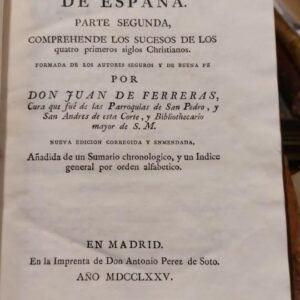 DE ESPAÑA.
PARTE SEGUNDA,
COMPREHENDE LOS SUCESOS DE LOS
quatro primeros siglos Christianos.
FORMADA DE LOS AUTORES SEGUROS Y DE BUENA FE
POR
DON JUAN DE FERRERAS,
Cura que fué de las Parroquias de San Pedro, y
San Andres de esta Corte, y Bibliothecario
mayor de S. M.
NUEVA EDICION CORREGIDA Y ENMENDADA,
Añadida de un Sumario chronologico, y un Indice
general por orden alfabetico.
EN MADRID.
En la Imprenta de Don Antonio Perez de Soto.
AÑO MDCCLXXV.